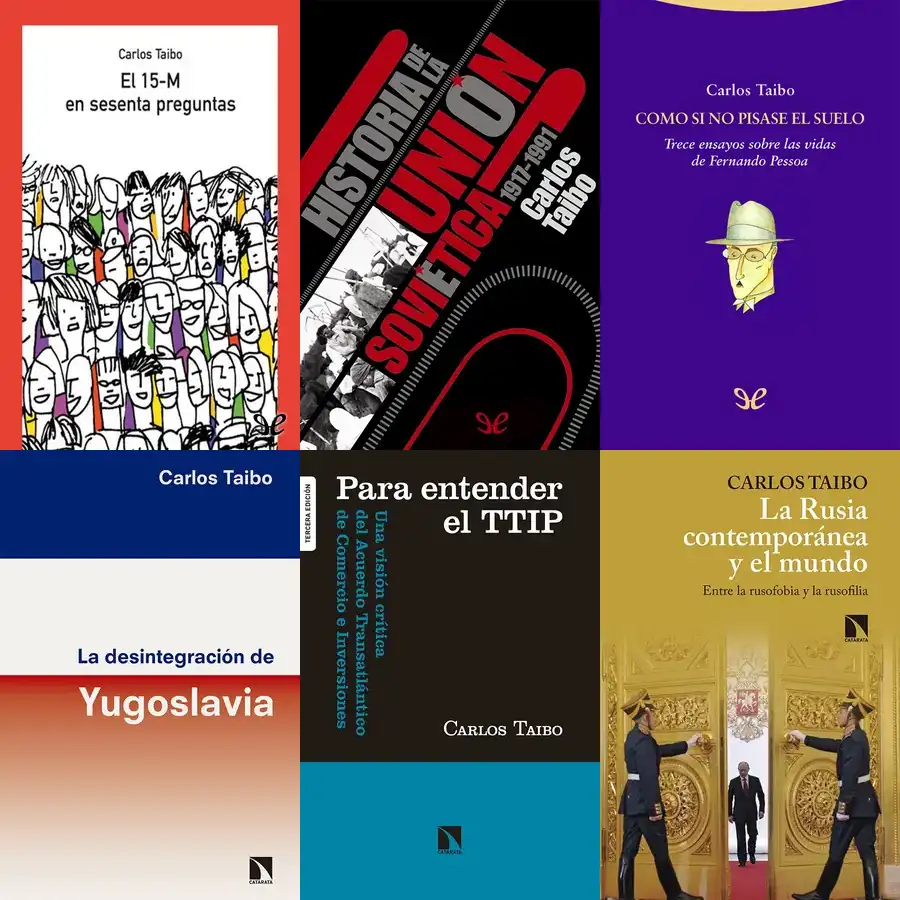 Carlos Taibo
El 15-M
en sesenta preguntas
HISTORIA DE LA
UNIÓN
SOVIÉTICA
1917-1991
Carlos
Taibo
Carlos Taibo
COMO SI NO PISASE EL SUELO
Trece ensayos sobre las vidas
de Fernando Pessoa
Carlos Taibo
La desintegración de
Yugoslavia
CATARATA
TERCERA EDICIÓN
Para entender
el TTIP
Una visión crítica
del Acuerdo Transatlántico
de Comercio e Inversiones
CARLOS TAIBO
CATARATA
CARLOS TAIBO
La Rusia
contemporánea
y el mundo
Entre la rusofobia y la rusofilia
CATARATA